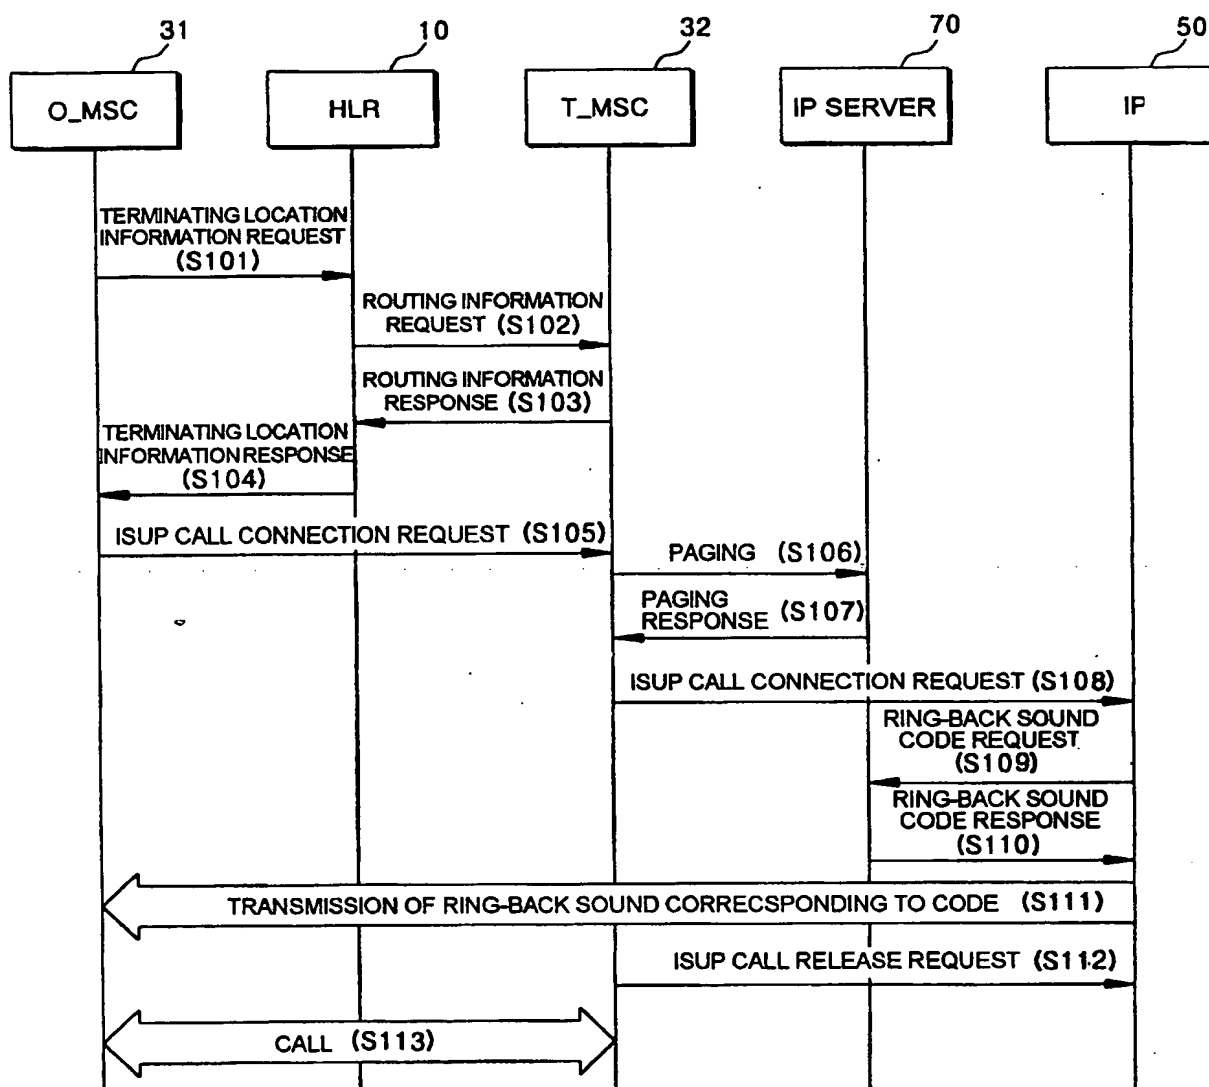 31
10
32
70
50
O_MSC
HLR
T_MSC
IP SERVER
IP
TERMINATING LOCATION
INFORMATION REQUEST
(S101)
ROUTING INFORMATION
REQUEST (S102)
ROUTING INFORMATION
RESPONSE (S103)
TERMINATING LOCATION
INFORMATION RESPONSE
(S104)
ISUP CALL CONNECTION REQUEST (S105)
PAGING (S106)
PAGING
RESPONSE (S107)
ISUP CALL CONNECTION REQUEST (S108)
RING-BACK SOUND
CODE REQUEST
(S109)
RING-BACK SOUND
CODE RESPONSE
(S110)
TRANSMISSION OF RING-BACK SOUND CORRECSPONDING TO CODE (S111)
ISUP CALL RELEASE REQUEST (S112)
CALL (S113)